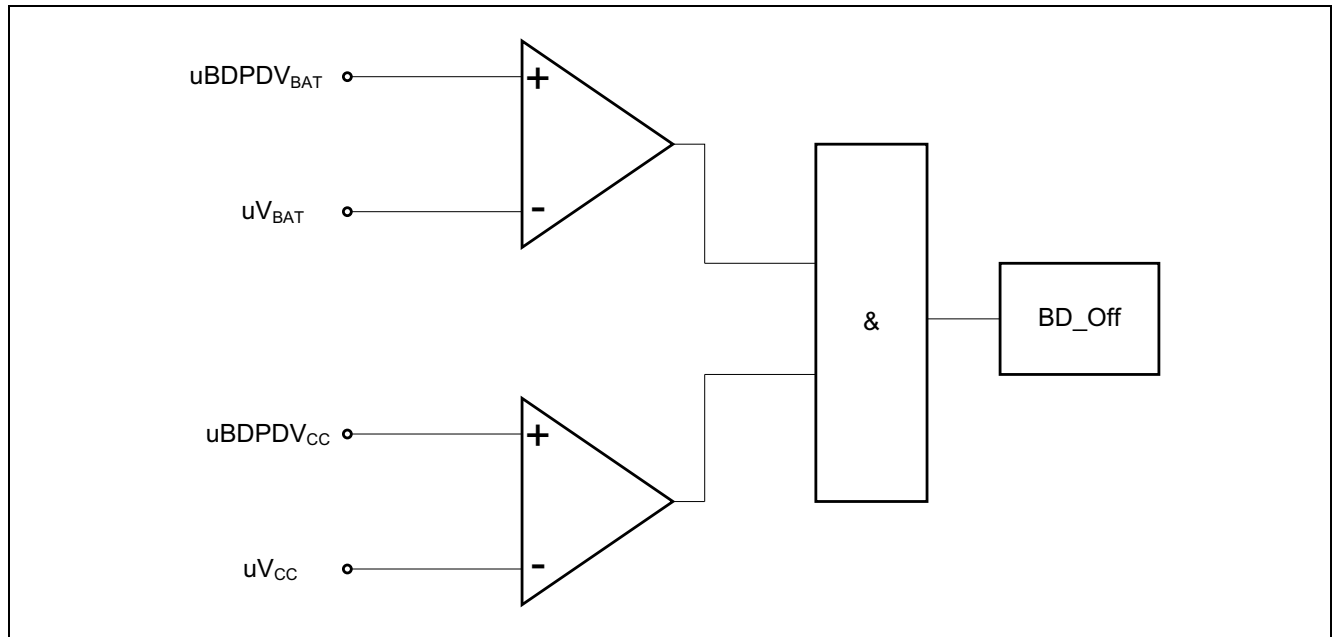 uBDPDVBAT
+
uVBAT
-
&
BD_Off
uBDPDVCC
+
uVCC
-